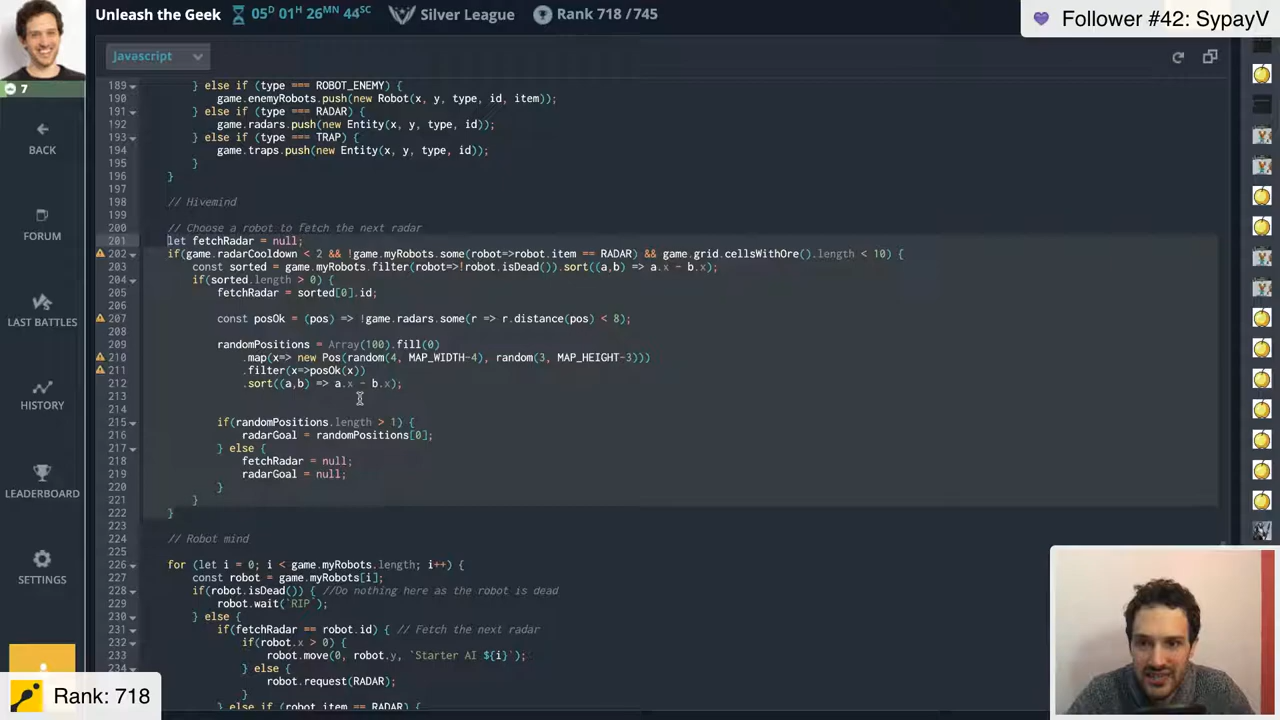 Unleash the Geek 05D 01H 26MN 44SC Silver League Rank 718 /745
Follower #42: SypayV
7
Javascript
BACK
FORUM
LAST BATTLES
HISTORY
LEADERBOARD
SETTINGS
Rank: 718
189 } else if (type === ROBOT_ENEMY) {
190 game.enemyRobots.push(new Robot(x, y, type, id, item));
191 } else if (type === RADAR) {
192 game.radars.push(new Entity(x, y, type, id));
193 } else if (type === TRAP) {
194 game.traps.push(new Entity(x, y, type, id));
195 }
196 }
197
198 // Hivemind
199
200 // Choose a robot to fetch the next radar
201 let fetchRadar = null;
202 if(game.radarCooldown < 2 && !game.myRobots.some(robot=>robot.item == RADAR) && game.grid.cellsWithOre().length < 10) {
203 const sorted = game.myRobots.filter(robot=>!robot.isDead()).sort((a,b) => a.x - b.x);
204 if(sorted.length > 0) {
205 fetchRadar = sorted[0].id;
206
207 const posOk = (pos) => !game.radars.some(r => r.distance(pos) < 8);
208
209 randomPositions = Array(100).fill(0)
210 .map(x=> new Pos(random(4, MAP_WIDTH-4), random(3, MAP_HEIGHT-3)))
211 .filter(x=>posOk(x))
212 .sort((a,b) => a.x - b.x);
213
214
215 if(randomPositions.length > 1) {
216 radarGoal = randomPositions[0];
217 } else {
218 fetchRadar = null;
219 radarGoal = null;
220 }
221 }
222 }
223
224 // Robot mind
225
226 for (let i = 0; i < game.myRobots.length; i++) {
227 const robot = game.myRobots[i];
228 if(robot.isDead()) { //Do nothing here as the robot is dead
229 robot.wait(`RIP`);
230 } else {
231 if(fetchRadar == robot.id) { // Fetch the next radar
232 if(robot.x > 0) {
233 robot.move(0, robot.y, `Starter AI ${i}`);
234 } else {
robot.request(RADAR);
}
} else if (robot.item == RADAR) {